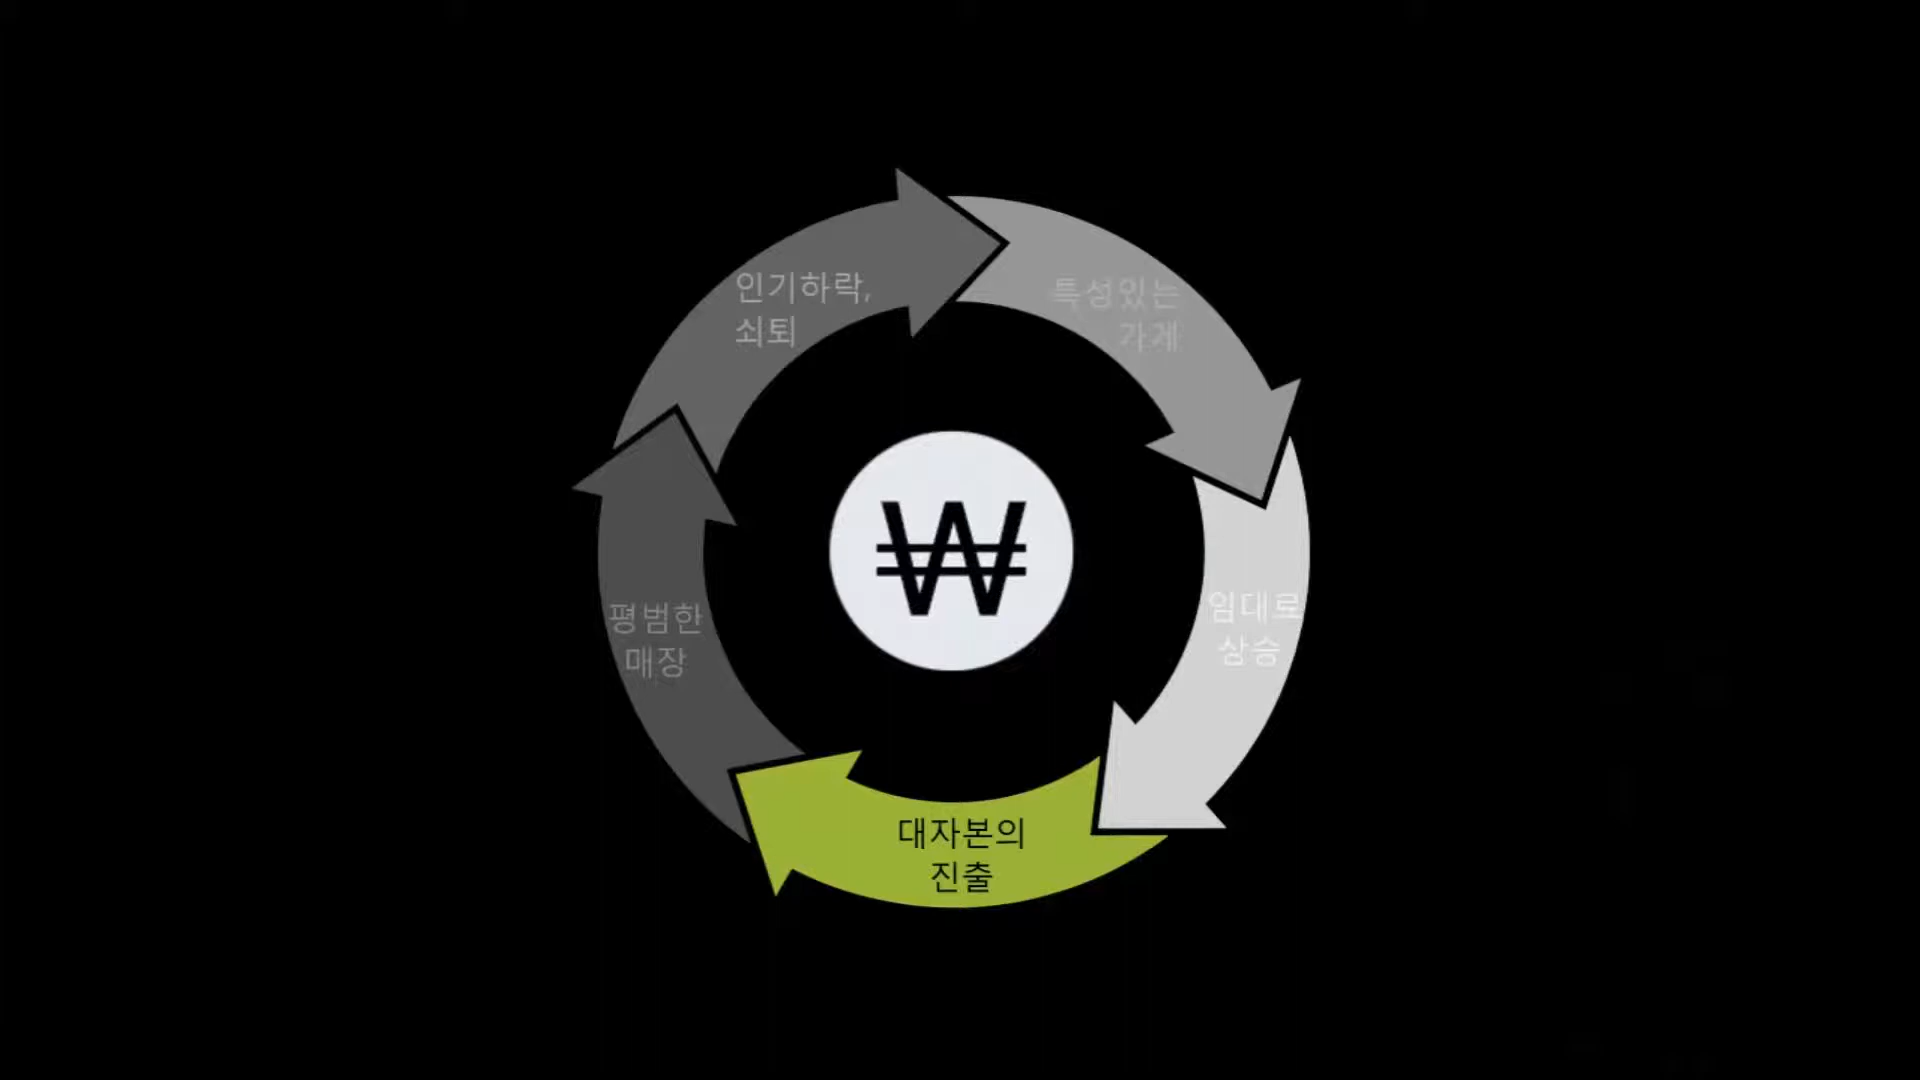 인기하락,
쇠퇴
특성있는
가게
임대로
상승
대자본의
진출
평범한
매장
₩